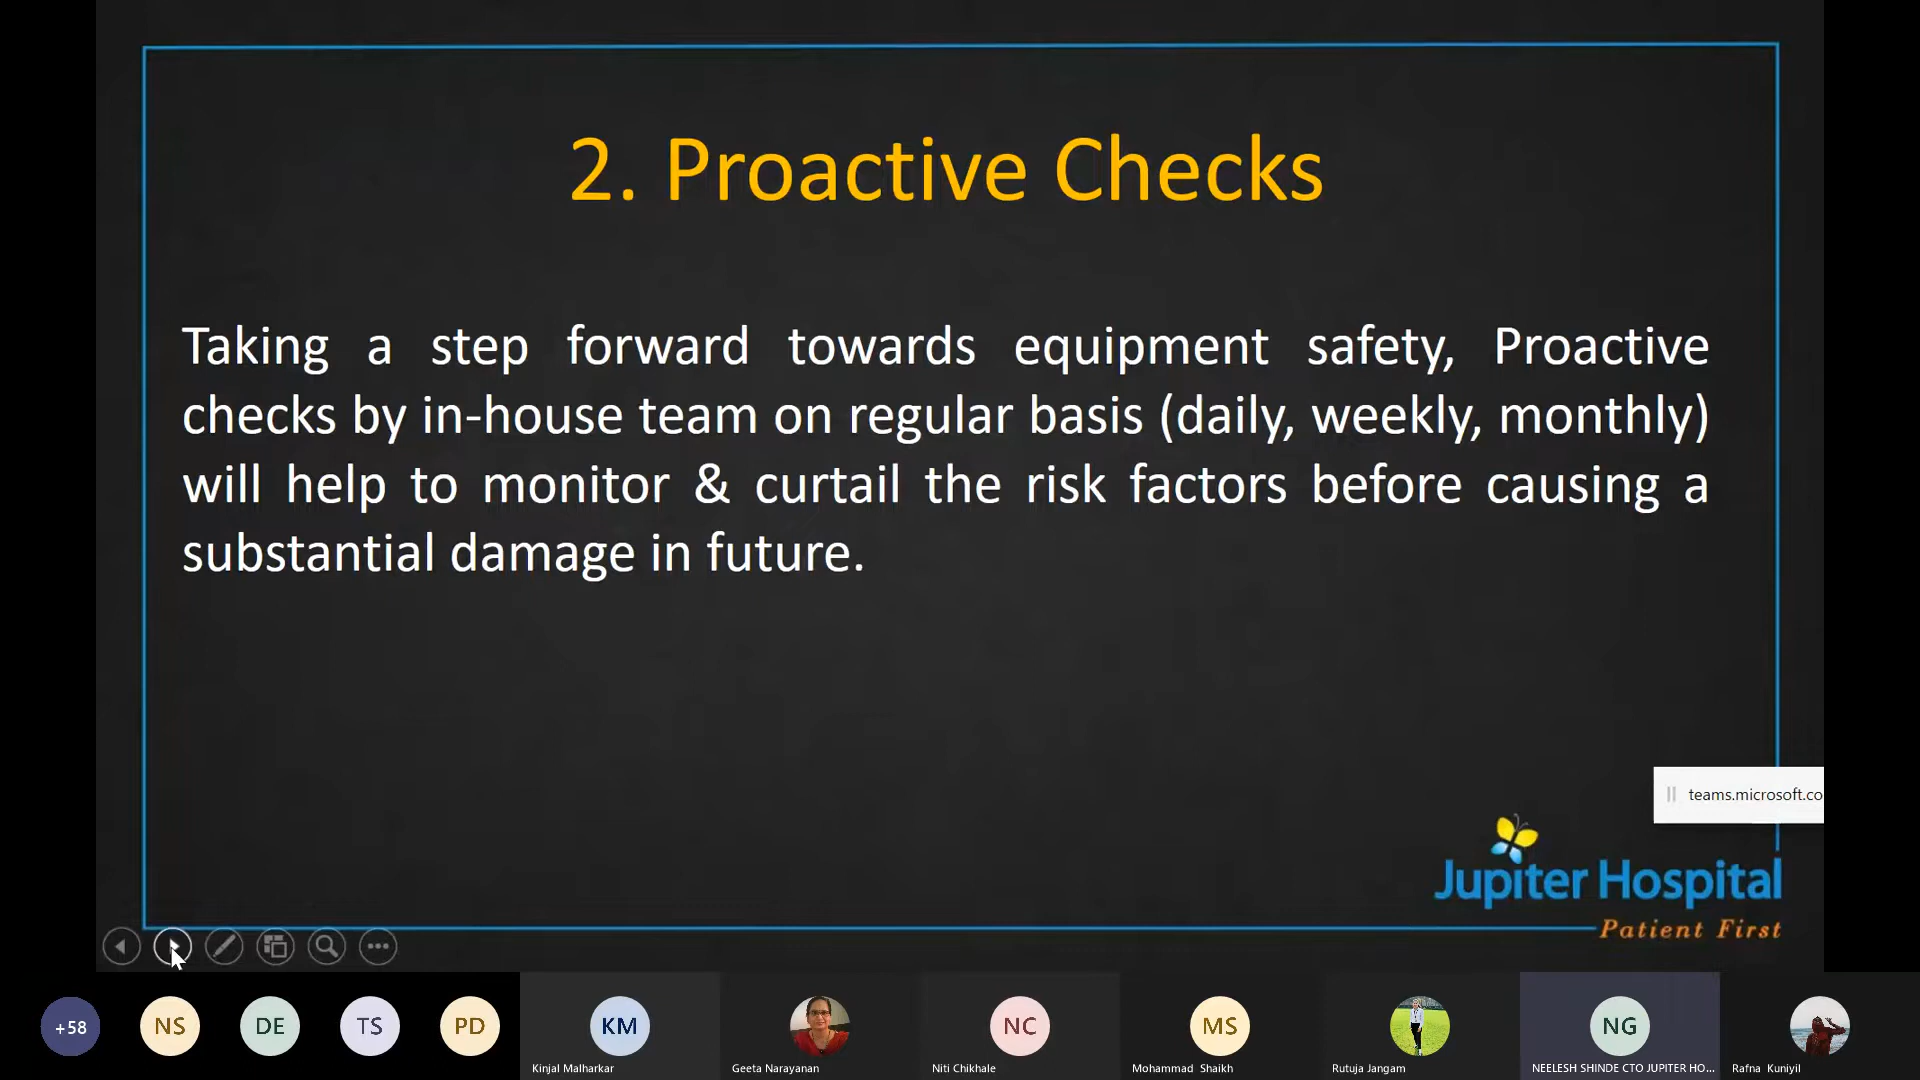 2. Proactive Checks
Taking a step forward towards equipment safety, Proactive
checks by in-house team on regular basis (daily, weekly, monthly)
will help to monitor & curtail the risk factors before causing a
substantial damage in future.
teams.microsoft.co
Jupiter Hospital
Patient First
+58
NS
DE
TS
PD
KM
NC
MS
NG
Kinjal Malharkar
Geeta Narayanan
Niti Chikhale
Mohammad Shaikh
Rutuja Jangam
NEELESH SHINDE CTO JUPITER HO...
Rafna Kuniyil